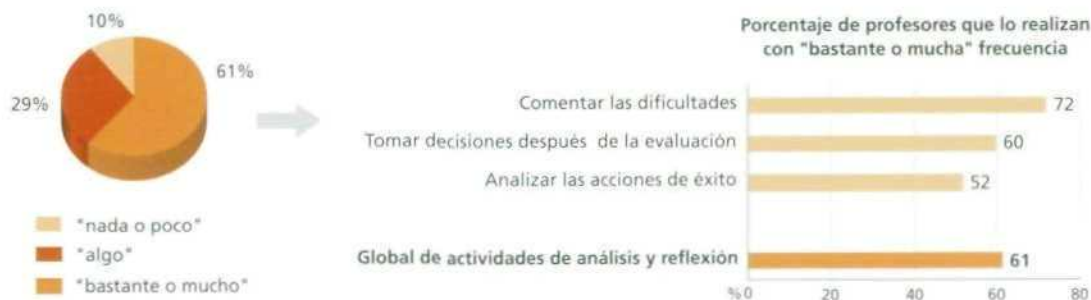 10%
61%
29%
"nada o poco"
"algo"
"bastante o mucho"
Porcentaje de profesores que lo realizan
con "bastante o mucha" frecuencia
Comentar las dificultades 72
Tomar decisiones después de la evaluación 60
Analizar las acciones de éxito 52
Global de actividades de análisis y reflexión 61
% 0 20 40 60 80